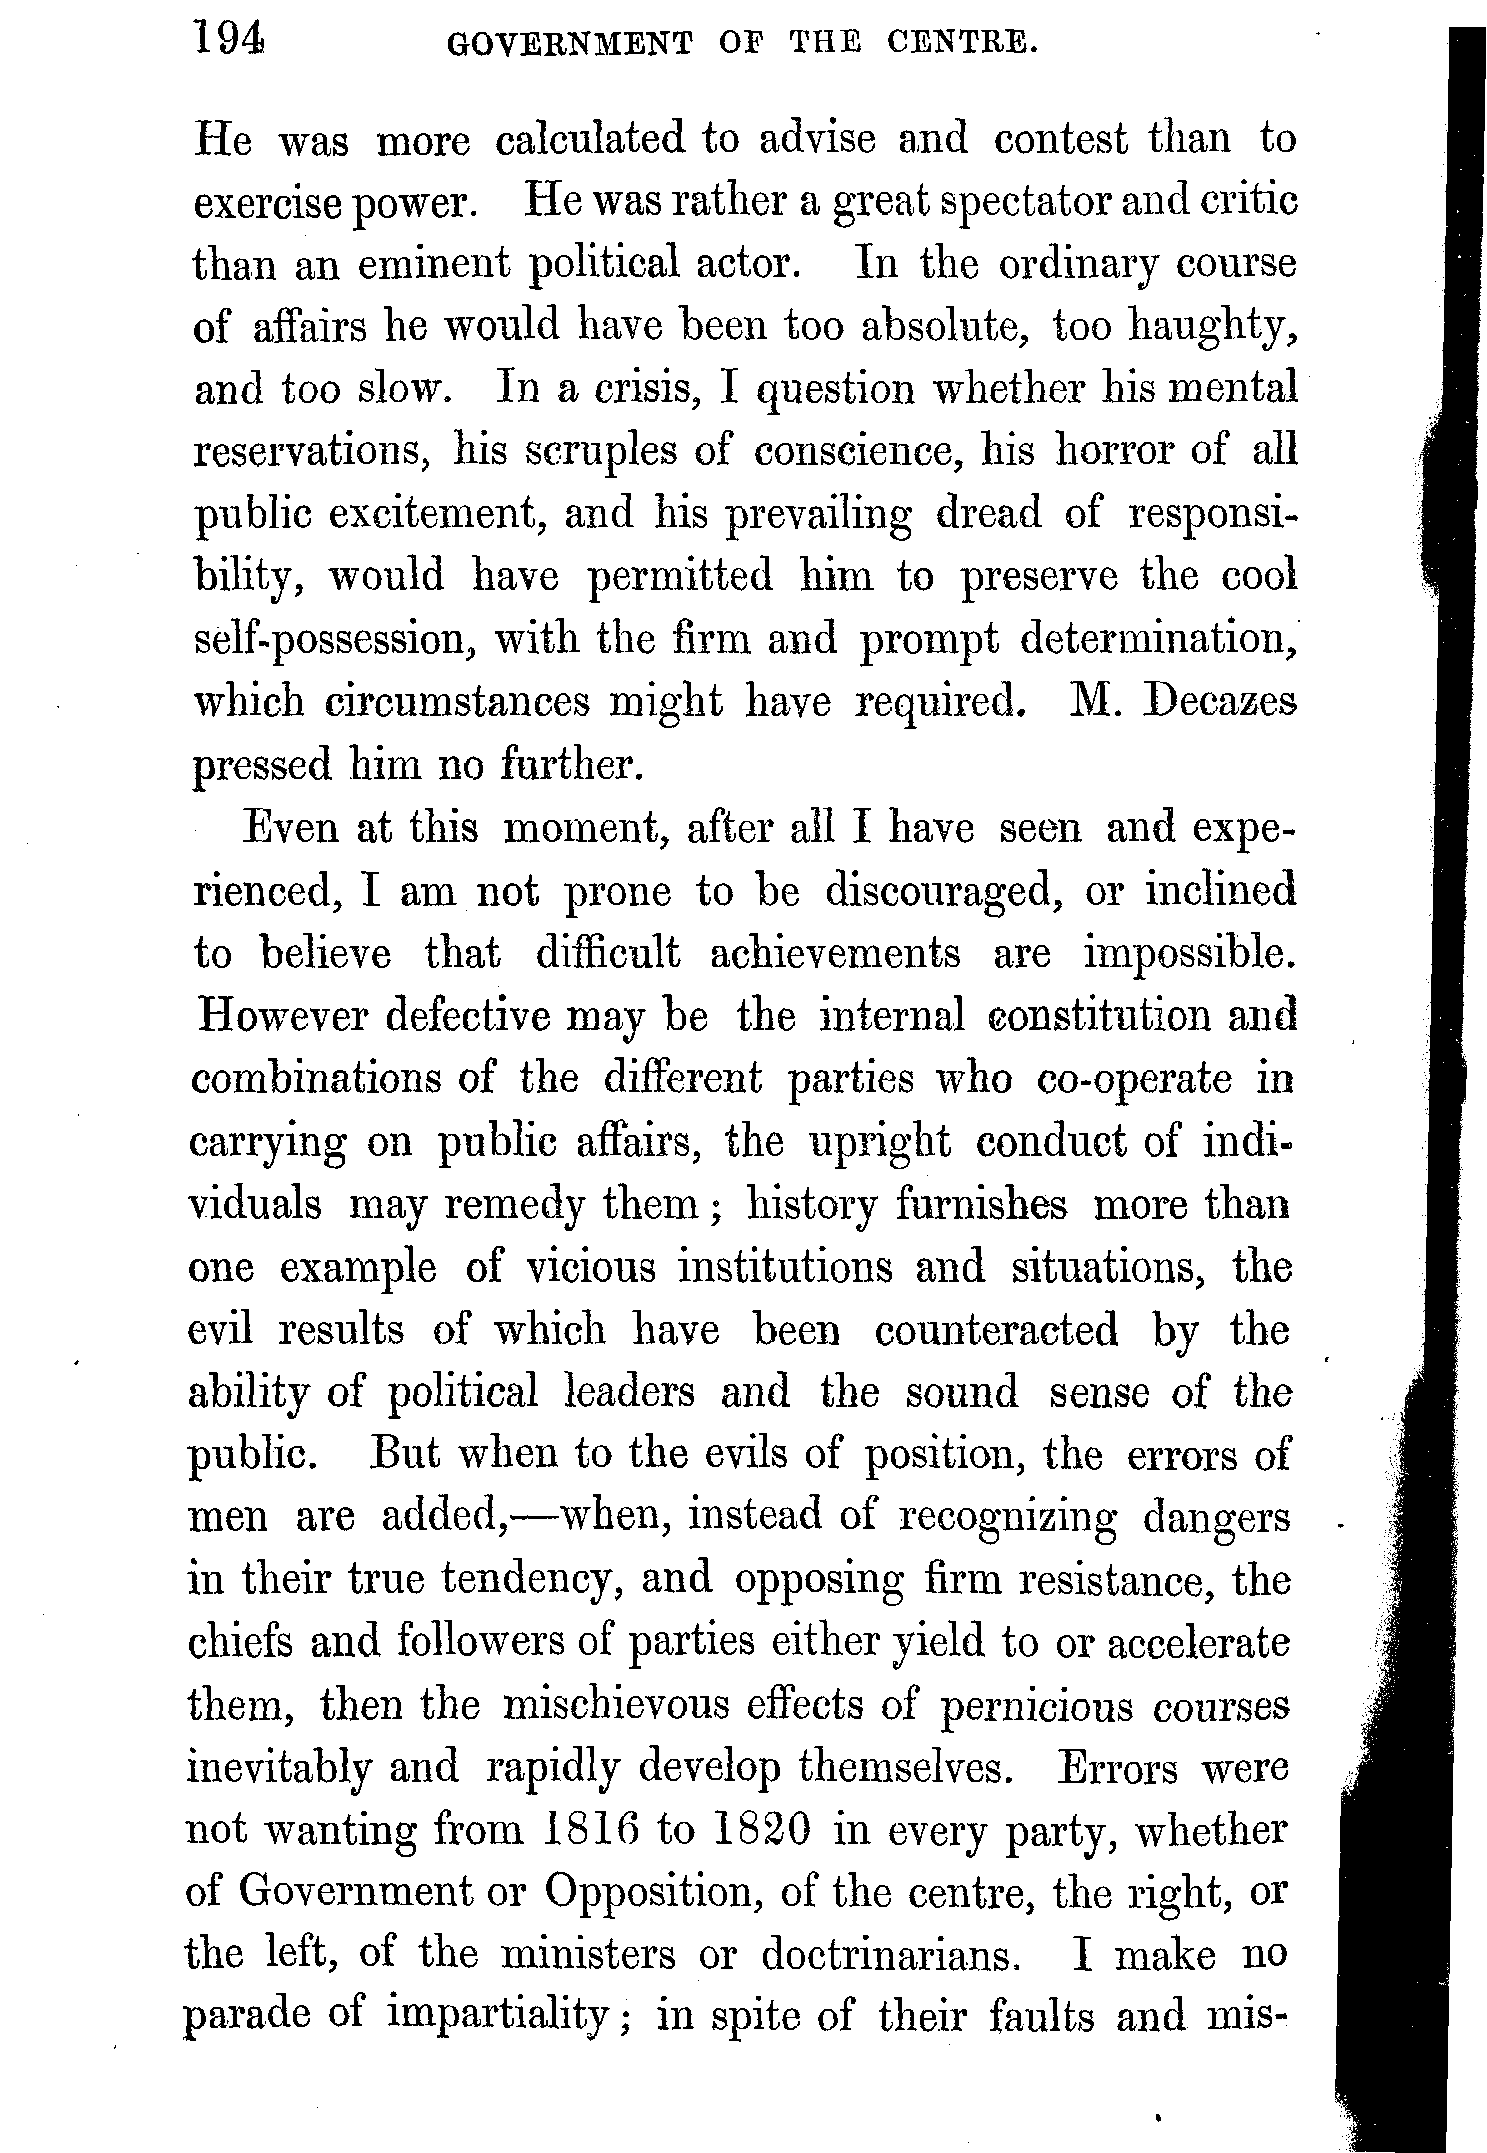 194 GOVERNMENT OF THE CENTRE.
He was more calculated to advise and contest than to
exercise power. He was rather a great spectator and critic
than an eminent political actor. In the ordinary course
of affairs he would have been too absolute, too haughty,
and too slow. In a crisis, I question whether his mental
reservations, his scruples of conscience, his horror of all
public excitement, and his prevailing dread of responsi-
bility, would have permitted him to preserve the cool
self-possession, with the firm and prompt determination,
which circumstances might have required. M. Decazes
pressed him no further.
Even at this moment, after all I have seen and expe-
rienced, I am not prone to be discouraged, or inclined
to believe that difficult achievements are impossible.
However defective may be the internal constitution and
combinations of the different parties who co-operate in
carrying on public affairs, the upright conduct of indi-
viduals may remedy them; history furnishes more than
one example of vicious institutions and situations, the
evil results of which have been counteracted by the
ability of political leaders and the sound sense of the
public. But when to the evils of position, the errors of
men are added,—when, instead of recognizing dangers
in their true tendency, and opposing firm resistance, the
chiefs and followers of parties either yield to or accelerate
them, then the mischievous effects of pernicious courses
inevitably and rapidly develop themselves. Errors were
not wanting from 1816 to 1820 in every party, whether
of Government or Opposition, of the centre, the right, or
the left, of the ministers or doctrinarians. I make no
parade of impartiality; in spite of their faults and mis-